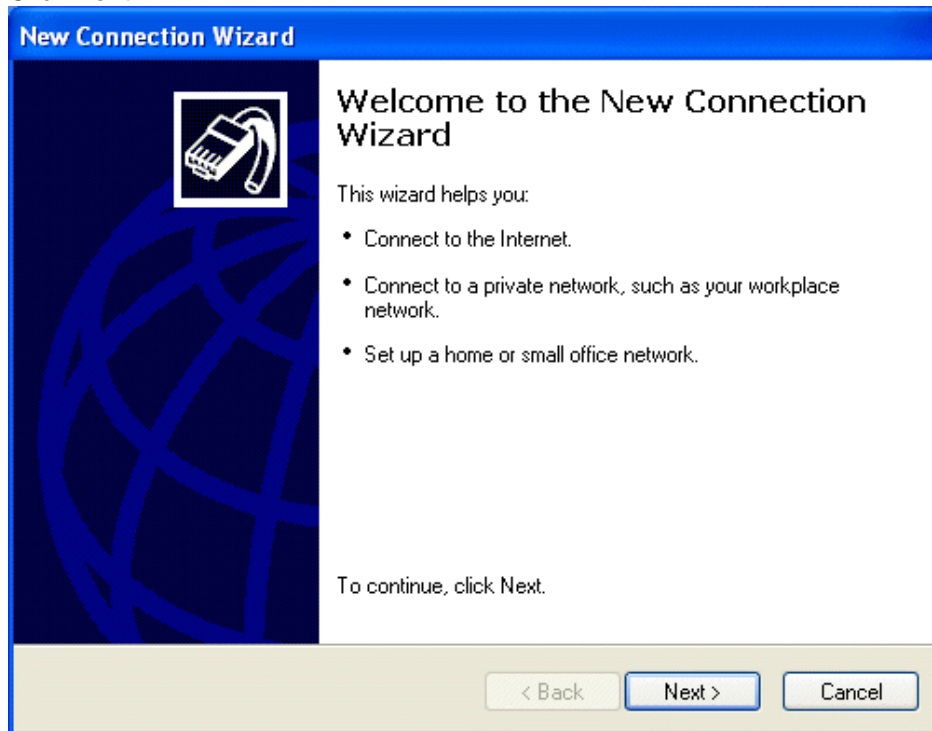 New Connection Wizard
Welcome to the New Connection
Wizard
This wizard helps you:
• Connect to the Internet.
• Connect to a private network, such as your workplace
network.
• Set up a home or small office network.
To continue, click Next.
< Back Next > Cancel